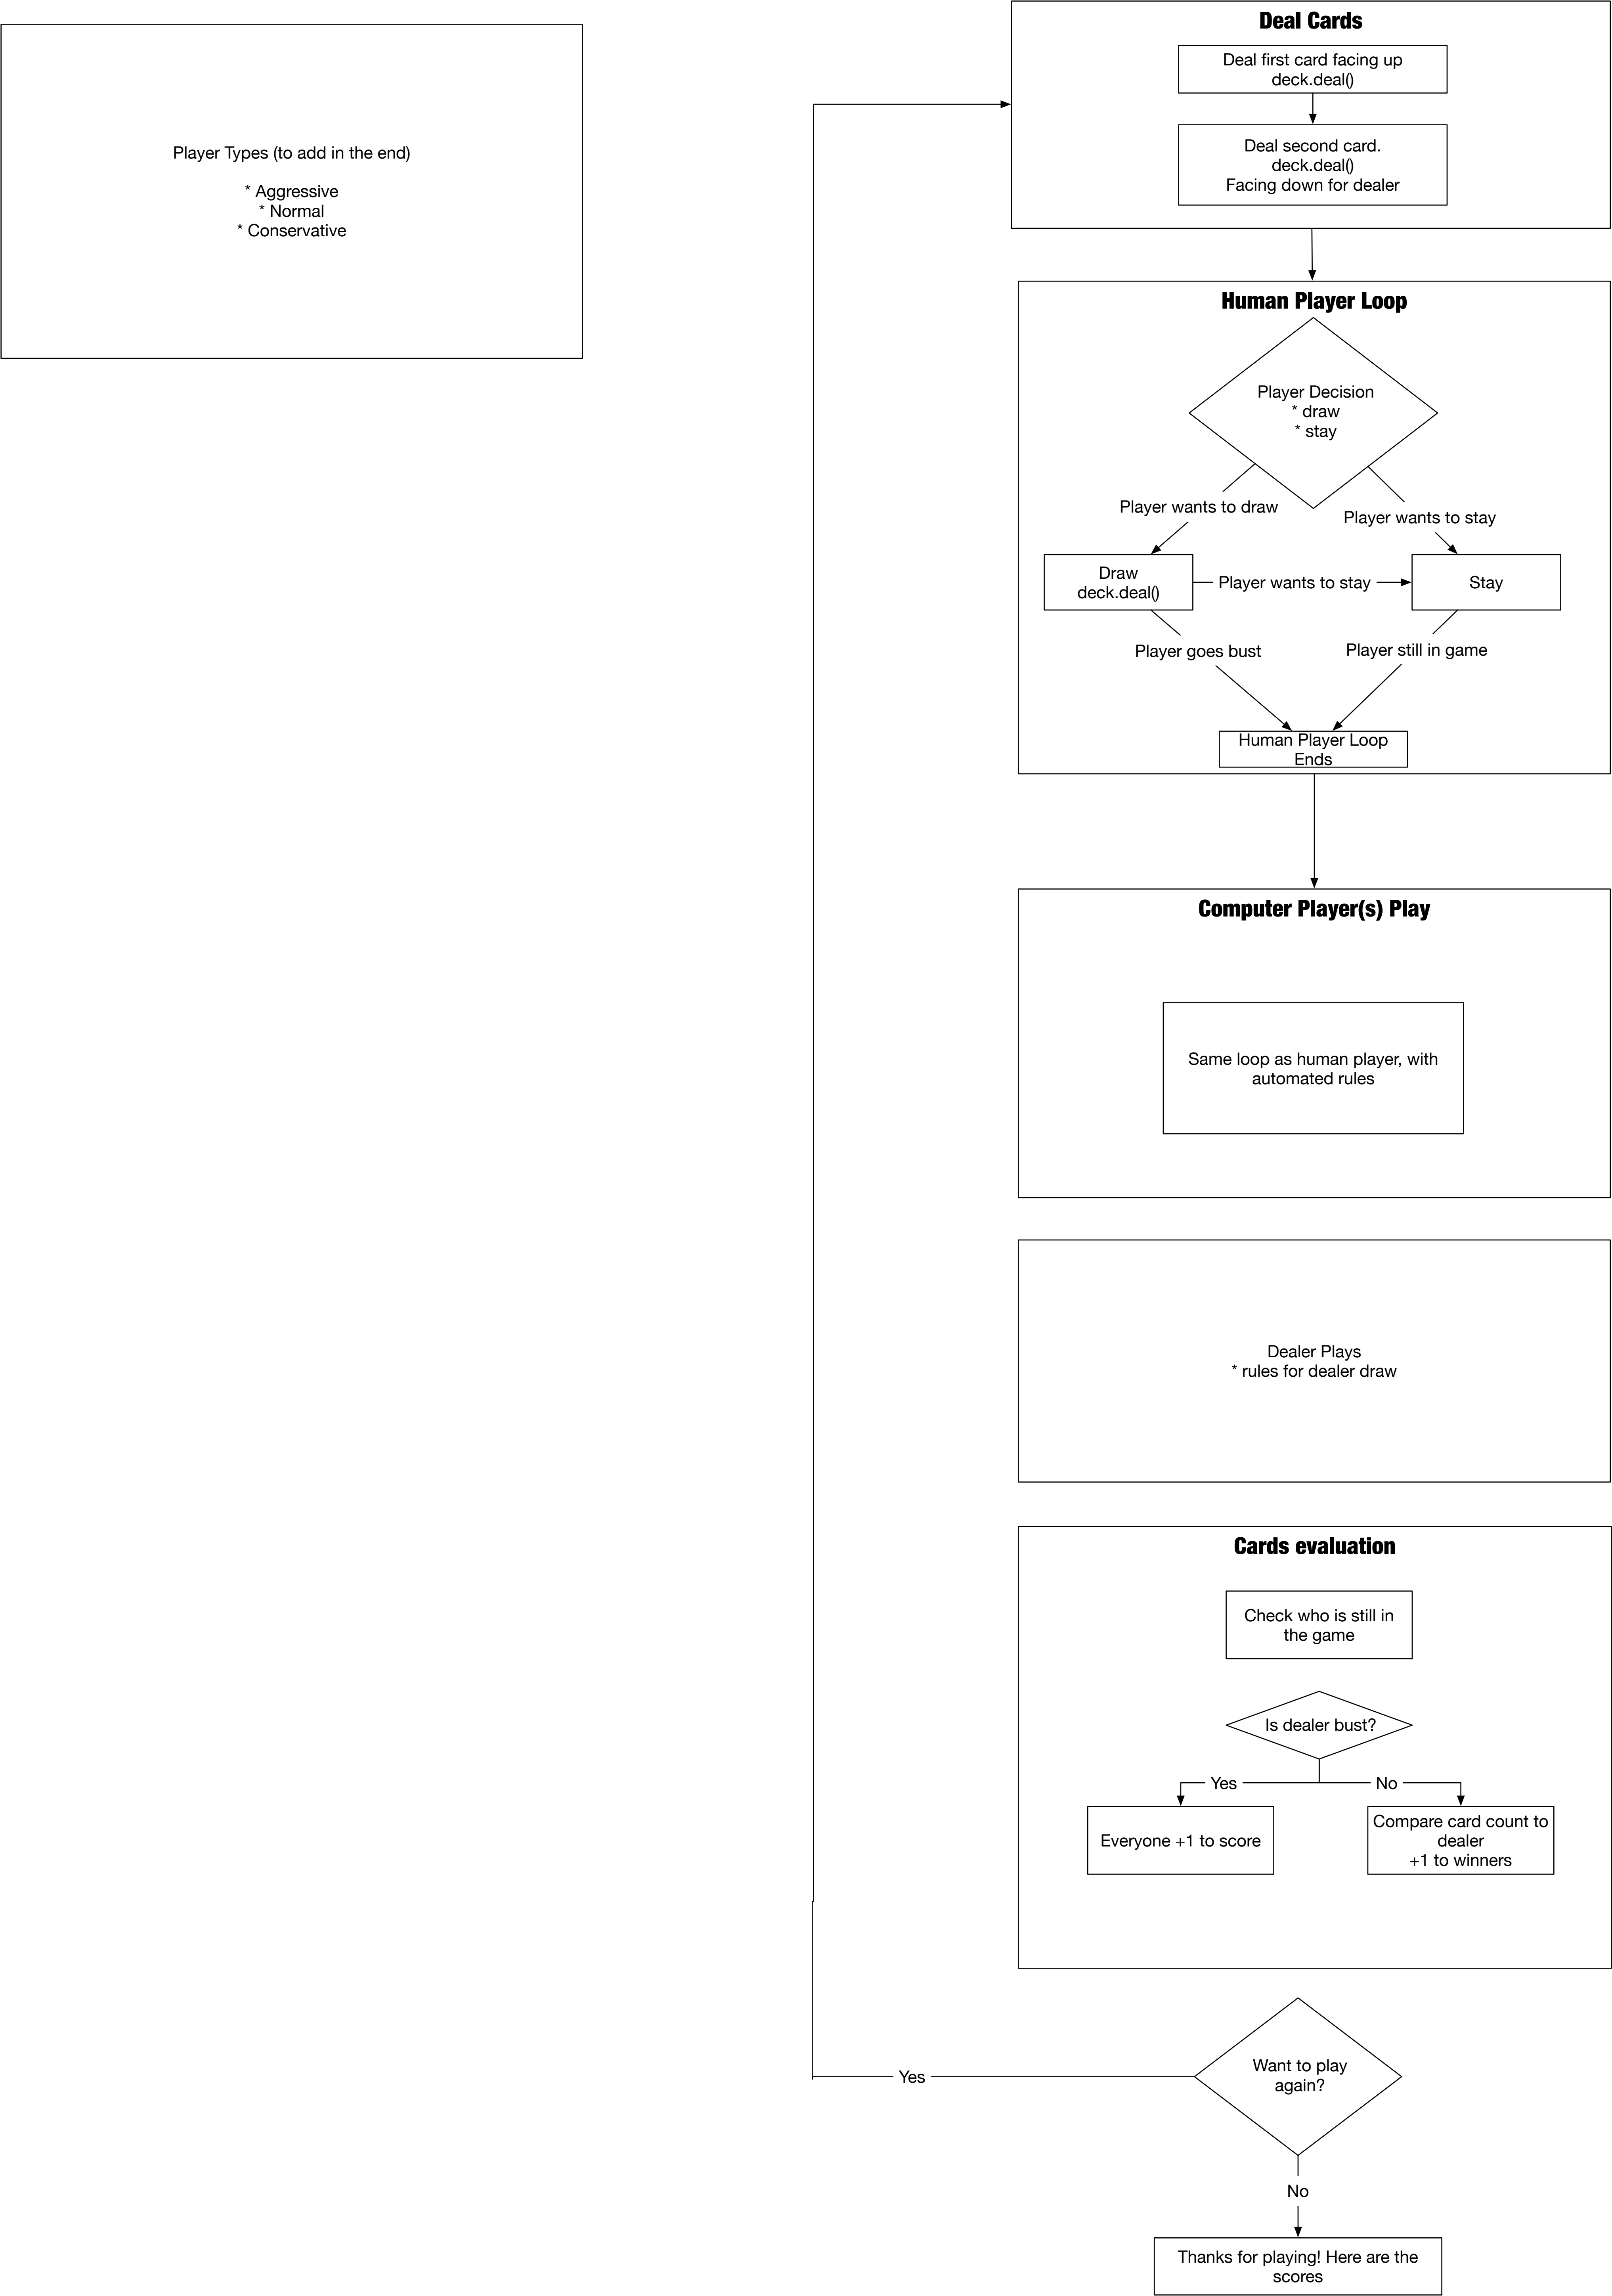 Player Types (to add in the end)
* Aggressive
* Normal
* Conservative
Deal Cards
Deal first card facing up
deck.deal()
Deal second card.
deck.deal()
Facing down for dealer
Human Player Loop
Player Decision
* draw
* stay
Player wants to draw
Player wants to stay
Draw
deck.deal()
Player wants to stay
Stay
Player goes bust
Player still in game
Human Player Loop
Ends
Computer Player(s) Play
Same loop as human player, with
automated rules
Dealer Plays
* rules for dealer draw
Cards evaluation
Check who is still in
the game
Is dealer bust?
Yes
No
Everyone +1 to score
Compare card count to
dealer
+1 to winners
Want to play
again?
Yes
No
Thanks for playing! Here are the
scores